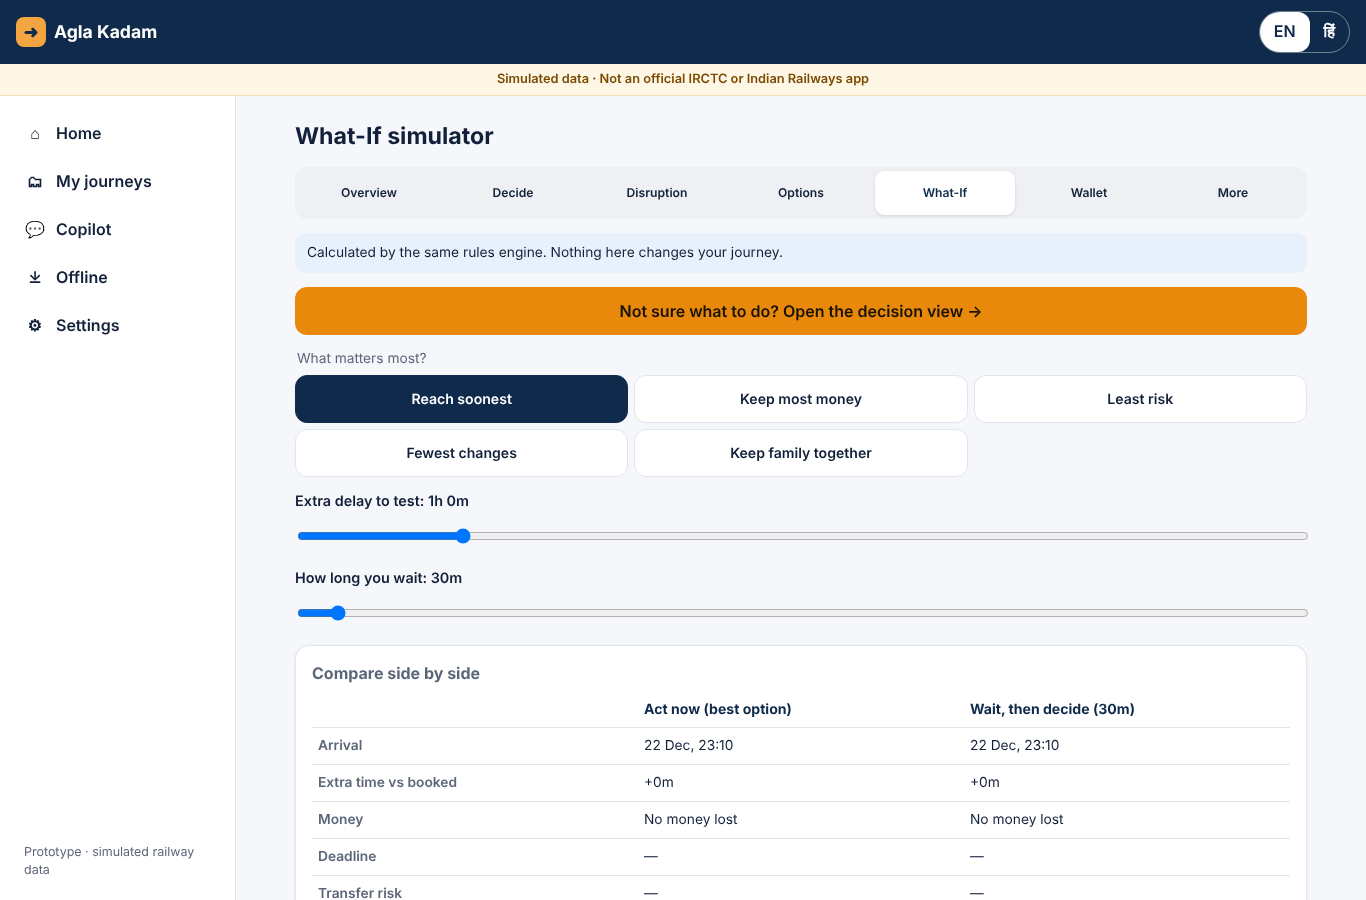 Agla Kadam
EN हिं
Simulated data · Not an official IRCTC or Indian Railways app
Home
My journeys
Copilot
Offline
Settings
Prototype · simulated railway
data
What-If simulator
Overview Decide Disruption Options What-If Wallet More
Calculated by the same rules engine. Nothing here changes your journey.
Not sure what to do? Open the decision view →
What matters most?
Reach soonest Keep most money Least risk
Fewest changes Keep family together
Extra delay to test: 1h 0m
How long you wait: 30m
Compare side by side
Act now (best option) Wait, then decide (30m)
Arrival 22 Dec, 23:10 22 Dec, 23:10
Extra time vs booked +0m +0m
Money No money lost No money lost
Deadline — —
Transfer risk — —